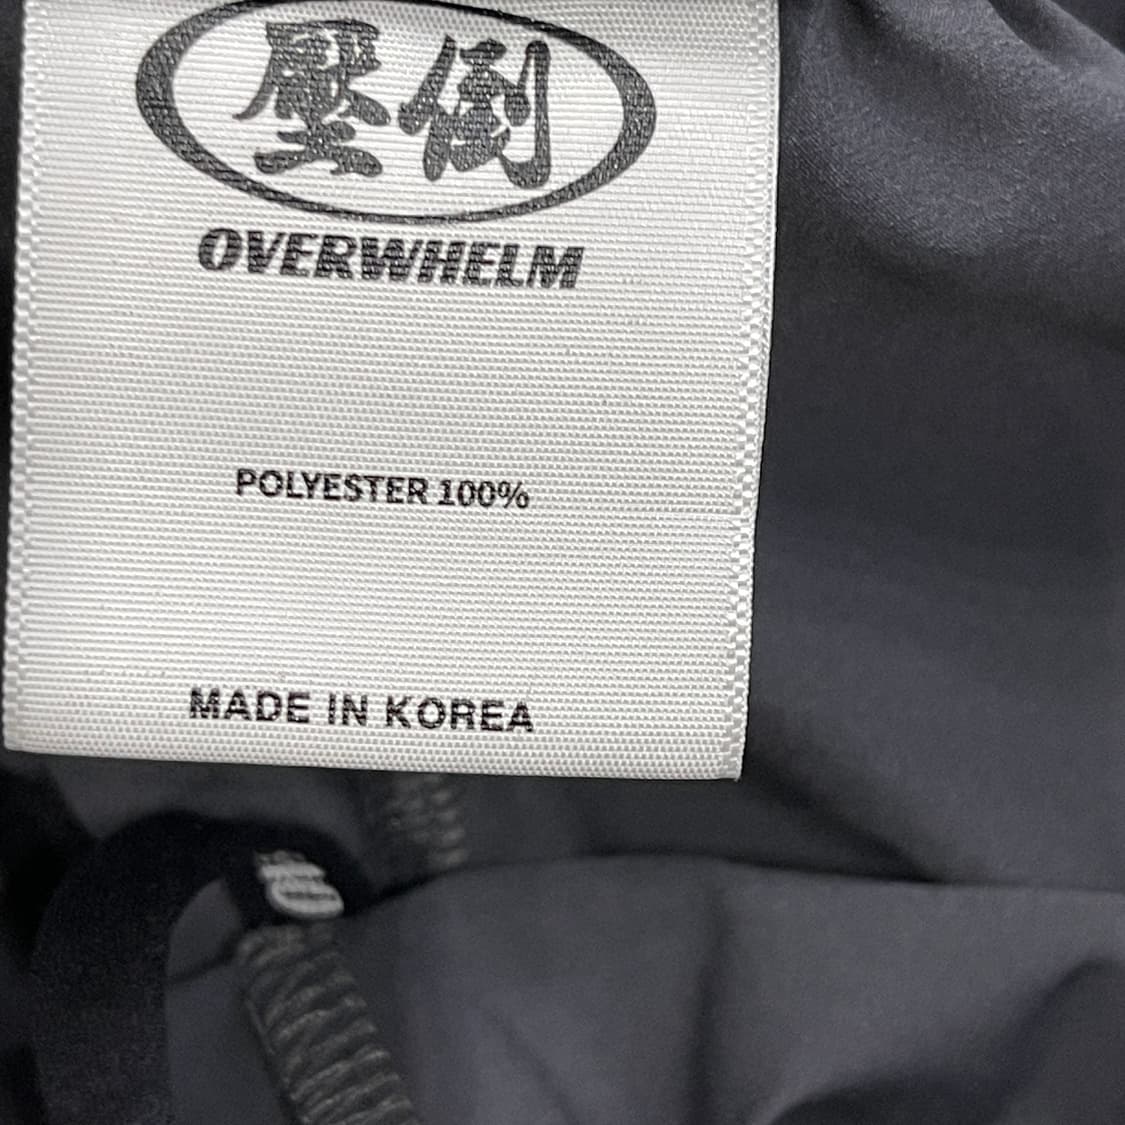 壓倒
OVERWHELM
POLYESTER 100%
MADE IN KOREA